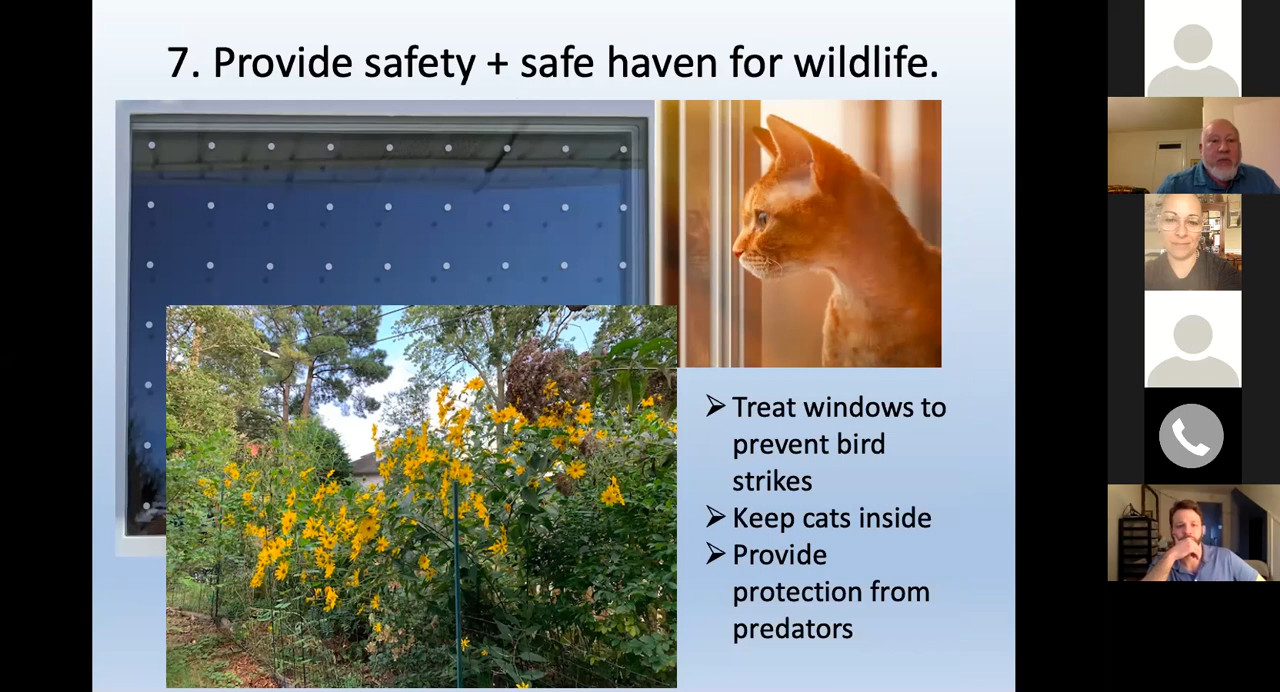 7. Provide safety + safe haven for wildlife.
➢ Treat windows to
prevent bird
strikes
➢ Keep cats inside
➢ Provide
protection from
predators